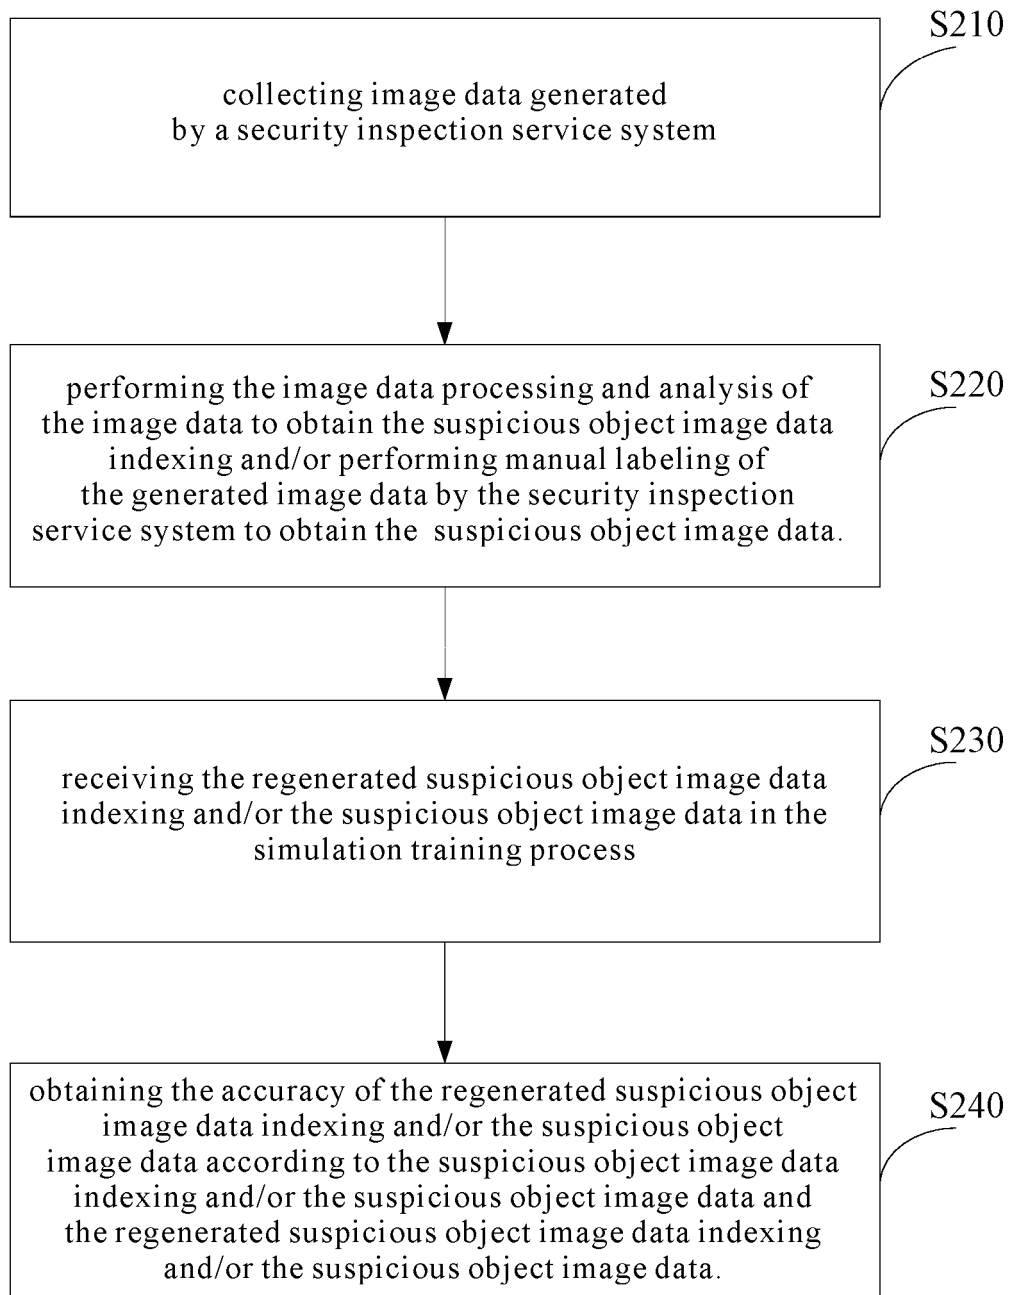 S210
collecting image data generated
by a security inspection service system
S220
performing the image data processing and analysis of
the image data to obtain the suspicious object image data
indexing and/or performing manual labeling of
the generated image data by the security inspection
service system to obtain the suspicious object image data.
S230
receiving the regenerated suspicious object image data
indexing and/or the suspicious object image data in the
simulation training process
S240
obtaining the accuracy of the regenerated suspicious object
image data indexing and/or the suspicious object
image data according to the suspicious object image data
indexing and/or the suspicious object image data and
the regenerated suspicious object image data indexing
and/or the suspicious object image data.